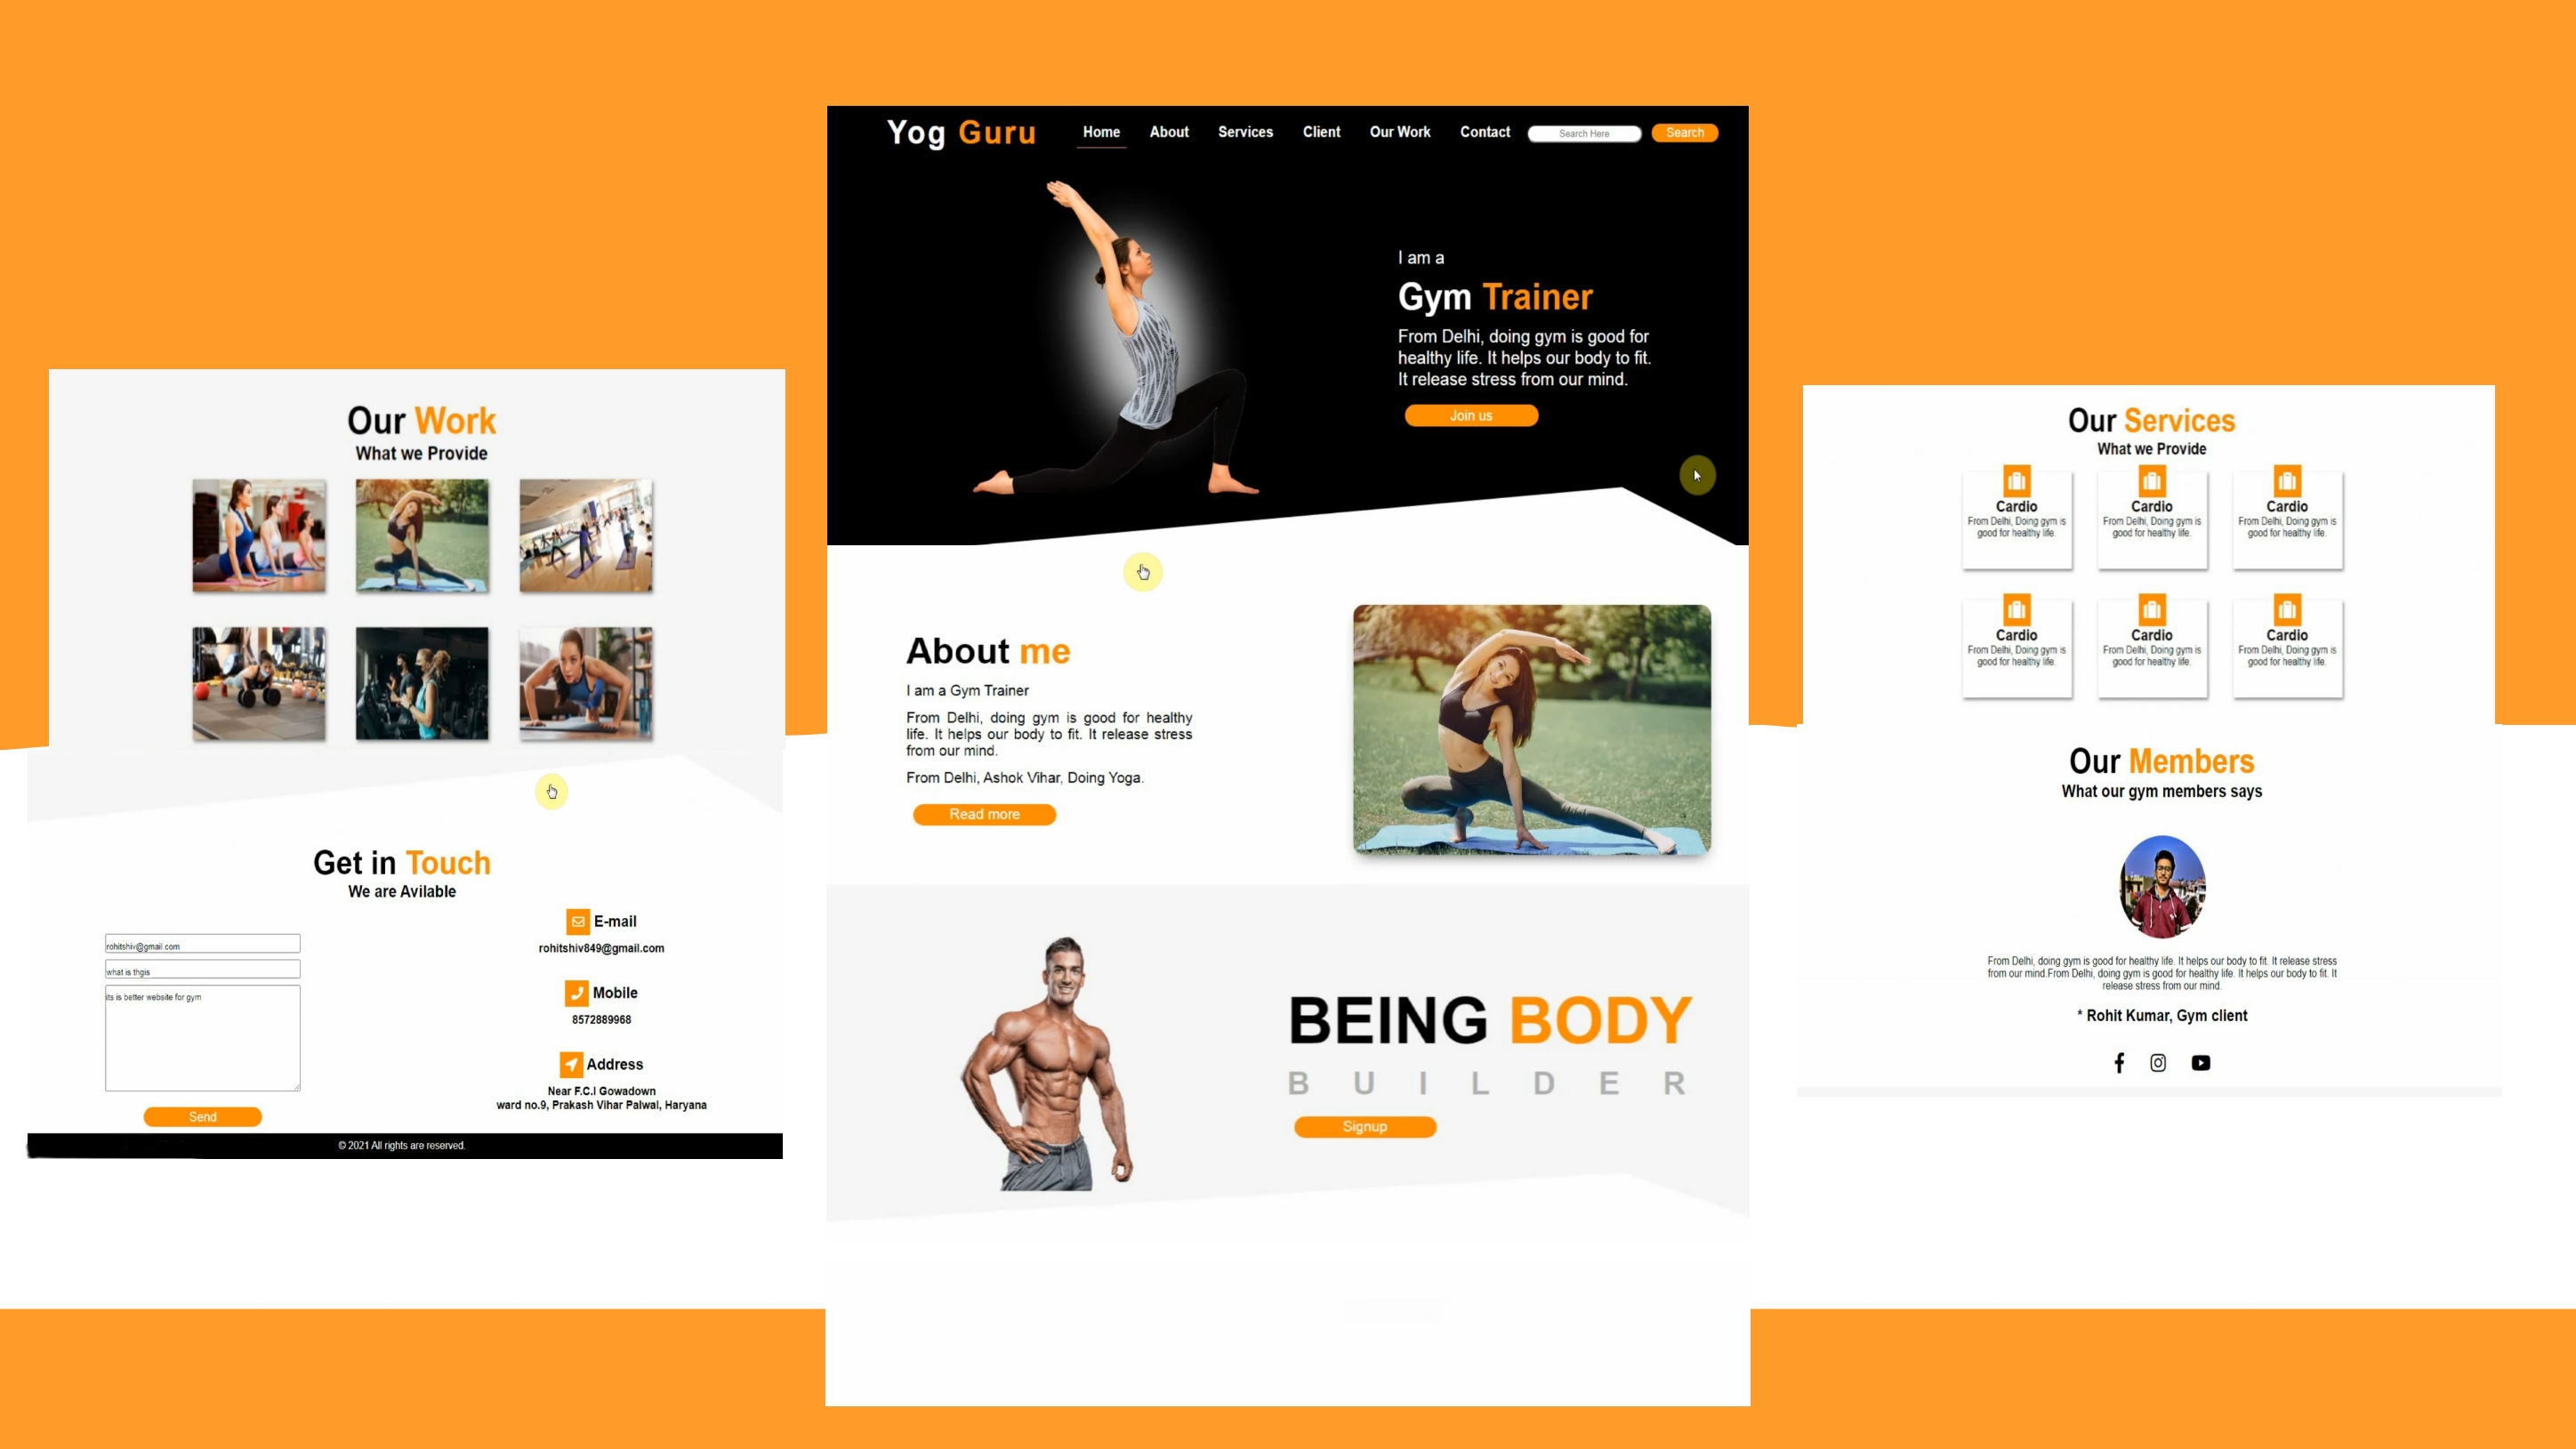 Yog Guru
Home About Services Client Our Work Contact Search Here Search
I am a
Gym Trainer
From Delhi, doing gym is good for
healthy life. It helps our body to fit.
It release stress from our mind.
Join us
About me
I am a Gym Trainer
From Delhi, doing gym is good for healthy
life. It helps our body to fit. It release stress
from our mind.
From Delhi, Ashok Vihar, Doing Yoga.
Read more
BEING BODY
BUILDER
Signup
Our Work
What we Provide
Get in Touch
We are Avilable
rohitshiv@gmail.com
what is thgis
its is better website for gym
Send
E-mail
rohitshiv849@gmail.com
Mobile
8572889968
Address
Near F.C.I Gowadown
ward no.9, Prakash Vihar Palwal, Haryana
© 2021 All rights are reserved.
Our Services
What we Provide
Cardio
From Delhi, Doing gym is
good for healthy life.
Cardio
From Delhi, Doing gym is
good for healthy life.
Cardio
From Delhi, Doing gym is
good for healthy life.
Cardio
From Delhi, Doing gym is
good for healthy life.
Cardio
From Delhi, Doing gym is
good for healthy life.
Cardio
From Delhi, Doing gym is
good for healthy life.
Our Members
What our gym members says
From Delhi, doing gym is good for healthy life. It helps our body to fit. It release stress
from our mind.From Delhi, doing gym is good for healthy life. It helps our body to fit. It
release stress from our mind.
* Rohit Kumar, Gym client